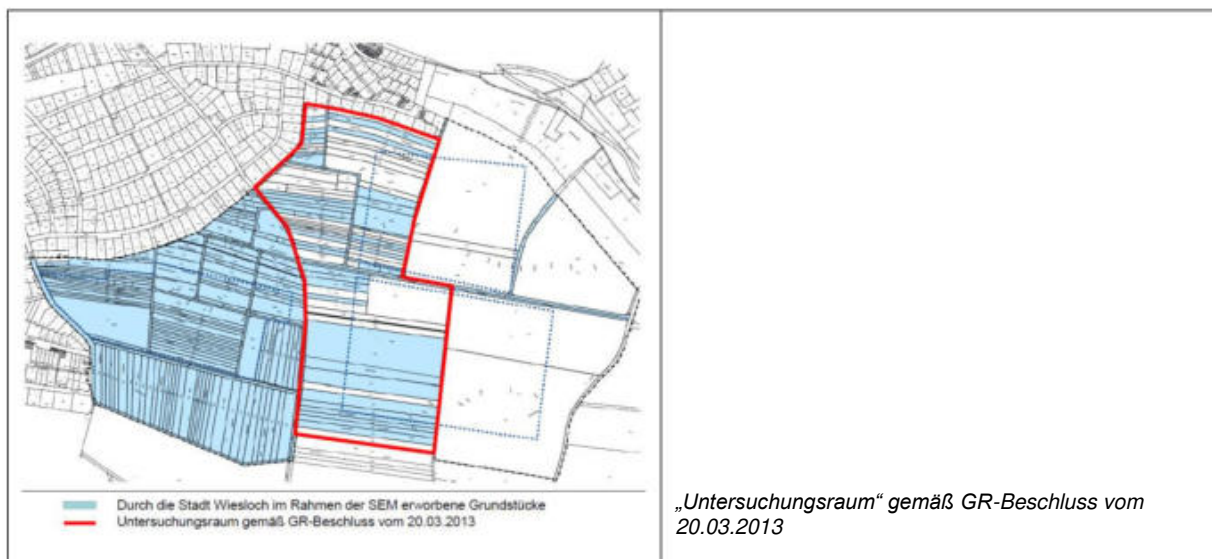 Durch die Stadt Wiesloch im Rahmen der SEM erworbene Grundstücke
Untersuchungsraum gemäß GR-Beschluss vom 20.03.2013
„Untersuchungsraum“ gemäß GR-Beschluss vom
20.03.2013